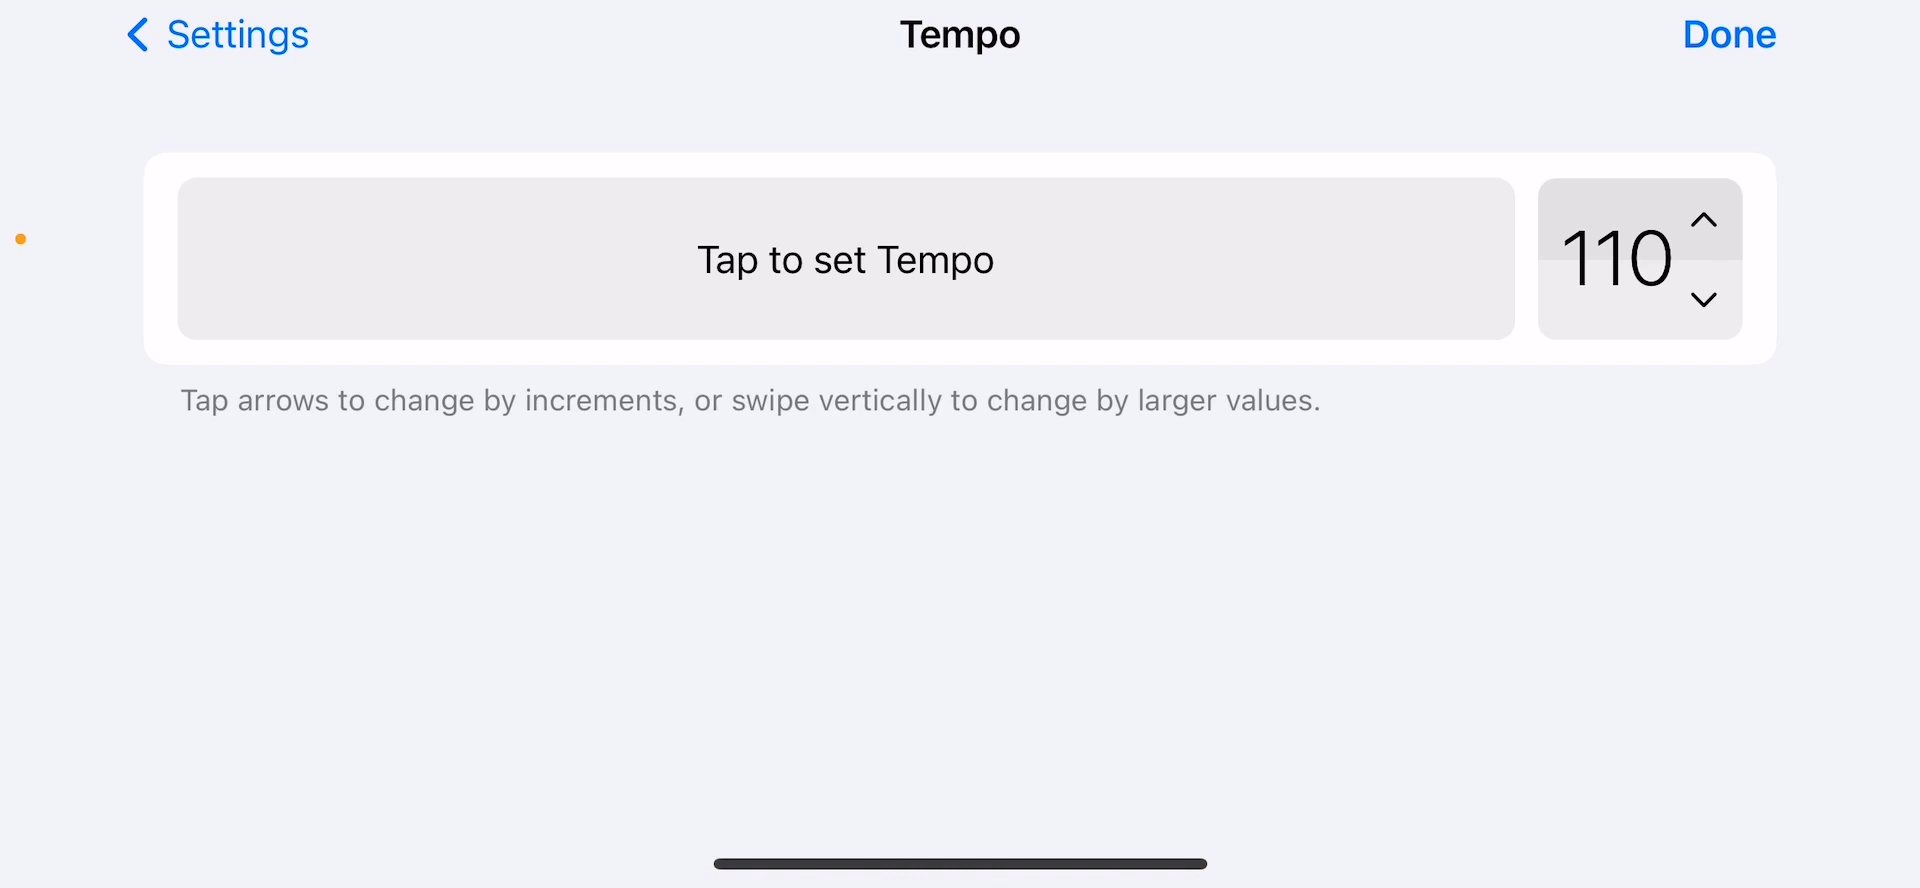 Settings
Tempo
Done
Tap to set Tempo
110
Tap arrows to change by increments, or swipe vertically to change by larger values.